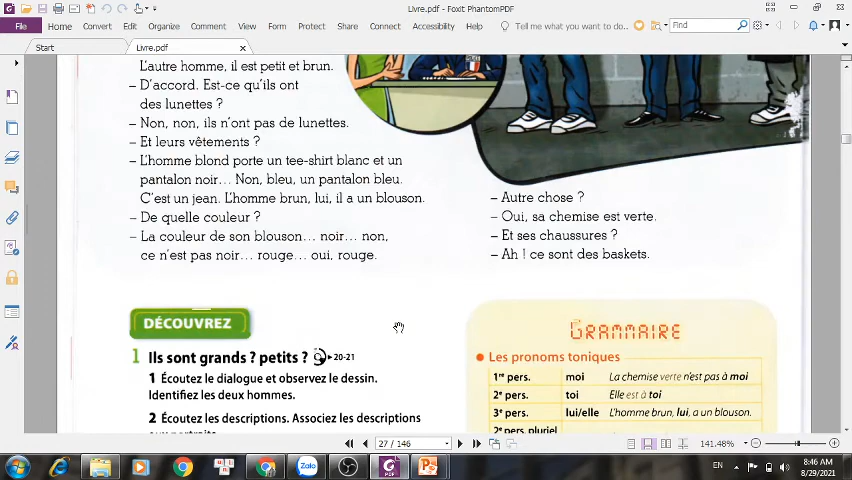 Livre.pdf - Foxit PhantomPDF
File Home Convert Edit Organize Comment View Form Protect Share Connect Accessibility Help Tell me what you want to do... Find
Start Livre.pdf
L'autre homme, il est petit et brun.
– D'accord. Est-ce qu'ils ont
des lunettes ?
– Non, non, ils n'ont pas de lunettes.
– Et leurs vêtements ?
– L'homme blond porte un tee-shirt blanc et un
pantalon noir... Non, bleu, un pantalon bleu.
C'est un jean. L'homme brun, lui, il a un blouson.
– De quelle couleur ?
– La couleur de son blouson... noir... non,
ce n'est pas noir... rouge... oui, rouge.
– Autre chose ?
– Oui, sa chemise est verte.
– Et ses chaussures ?
– Ah ! ce sont des baskets.
DÉCOUVREZ
1 Ils sont grands ? petits ? 20-21
1 Écoutez le dialogue et observez le dessin.
Identifiez les deux hommes.
2 Écoutez les descriptions. Associez les descriptions
GRAMMAIRE
Les pronoms toniques
1re pers. moi La chemise verte n'est pas à moi
2e pers. toi Elle est à toi
3e pers. lui/elle L'homme brun, lui, a un blouson.
2e pers. pluriel
27 / 146
141.48%
EN
8:46 AM
8/29/2021
Zalo
PDF